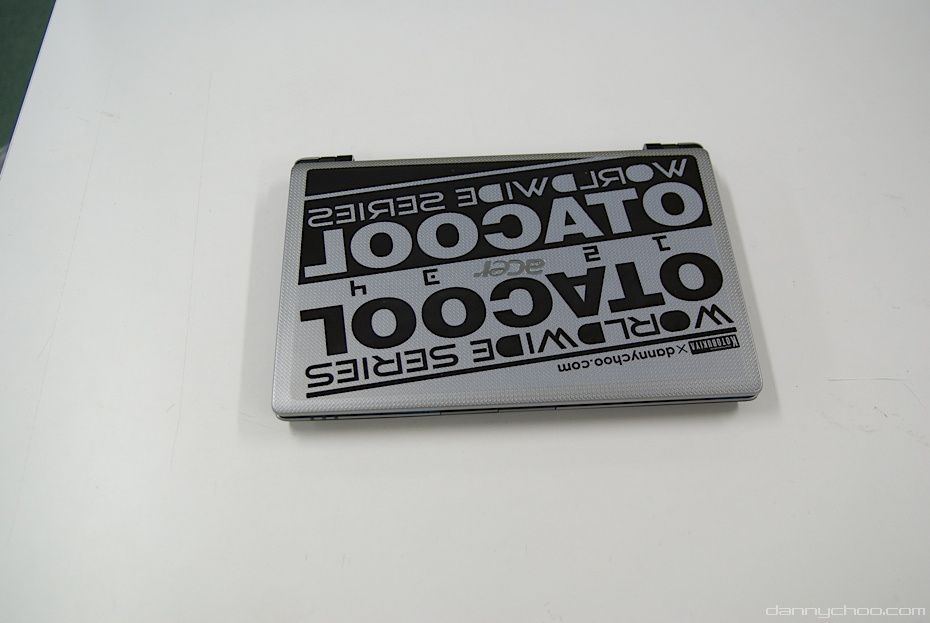 KOTOBUKIYA × dannychoo.com
WORLDWIDE SERIES
OTACOOL
1 2 acer 3 4
OTACOOL
WORLDWIDE SERIES
dannychoo.com